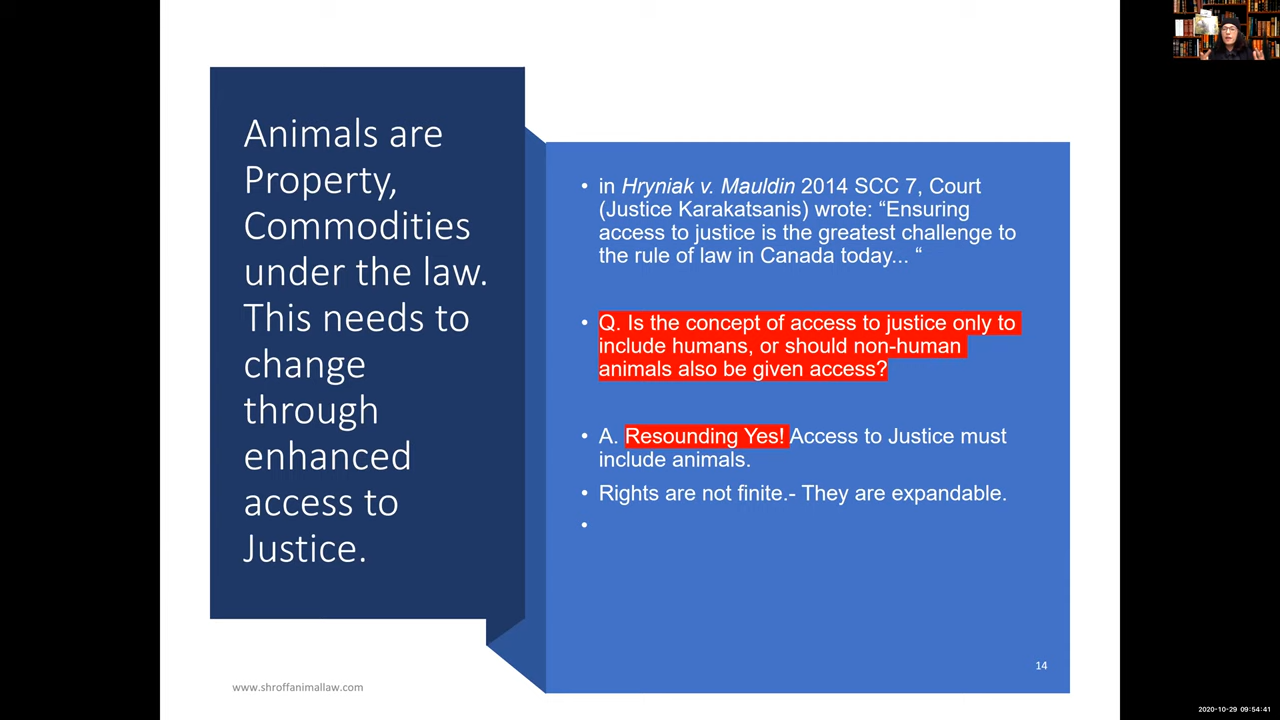 Animals are
Property,
Commodities
under the law.
This needs to
change
through
enhanced
access to
Justice.
• in Hryniak v. Mauldin 2014 SCC 7, Court
(Justice Karakatsanis) wrote: “Ensuring
access to justice is the greatest challenge to
the rule of law in Canada today... “
• Q. Is the concept of access to justice only to
include humans, or should non-human
animals also be given access?
• A. Resounding Yes! Access to Justice must
include animals.
• Rights are not finite.- They are expandable.
•
14
www.shroffanimallaw.com
2020-10-29 09:54:41